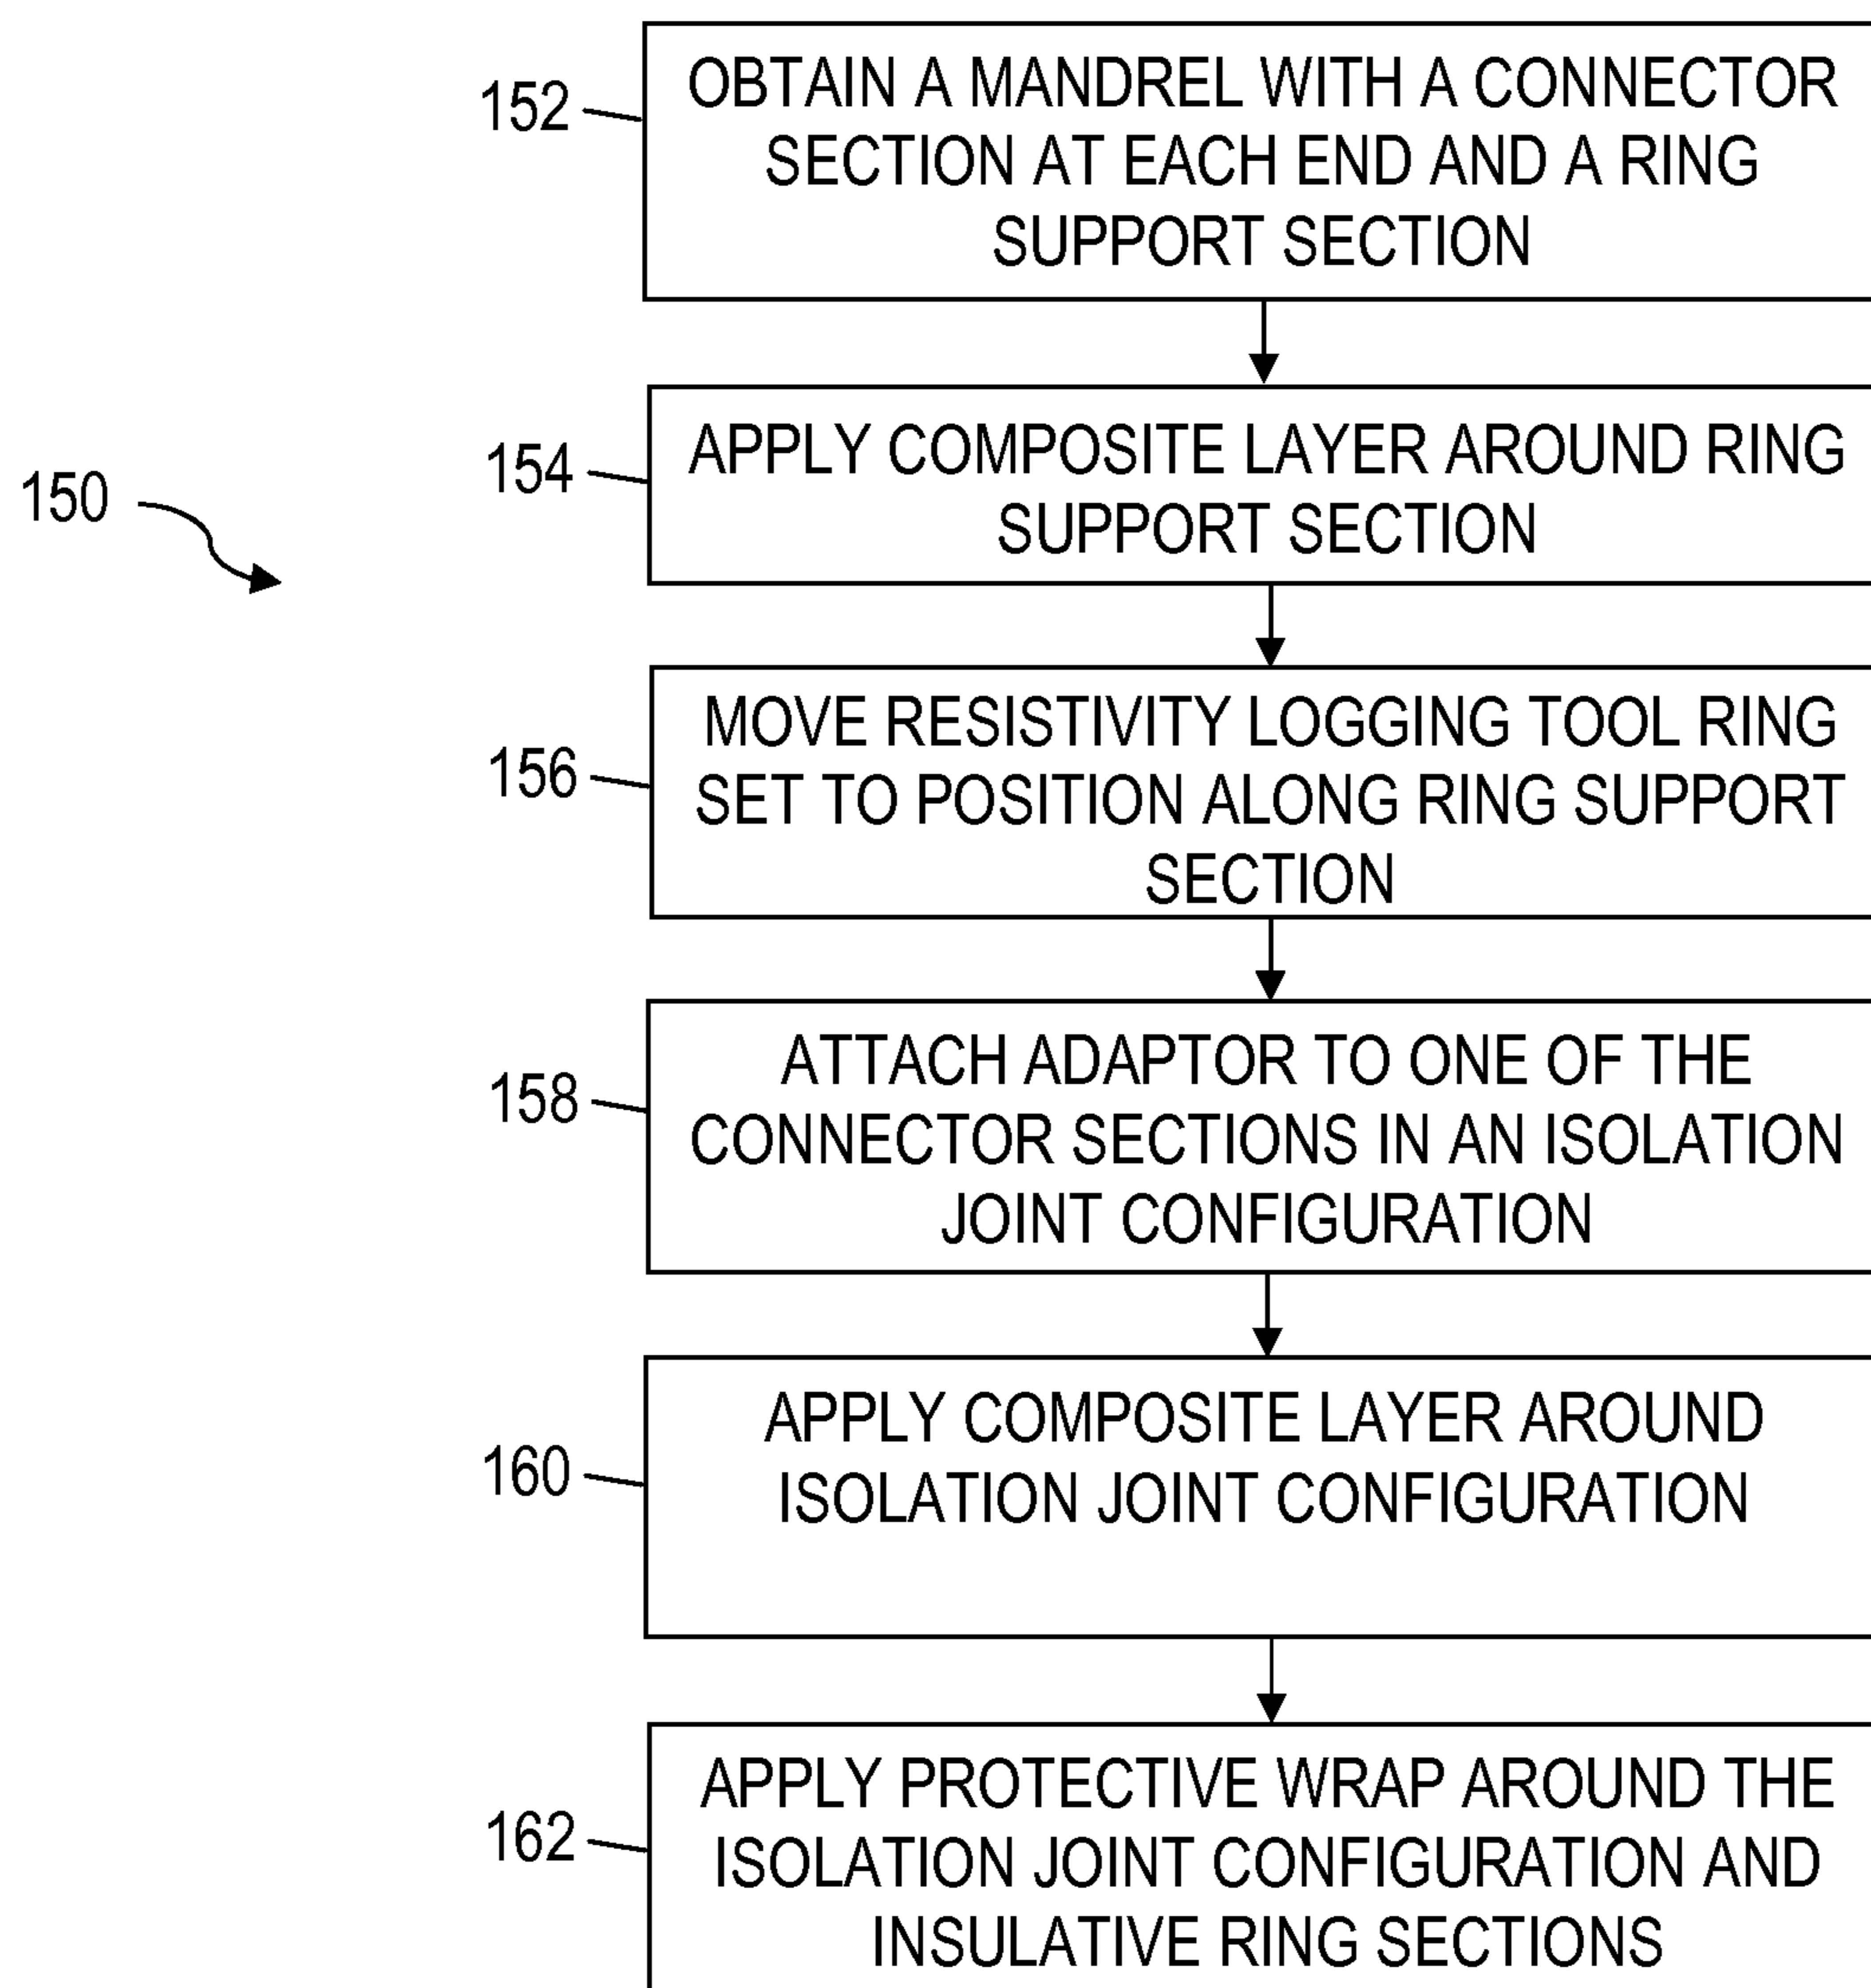 152
OBTAIN A MANDREL WITH A CONNECTOR
SECTION AT EACH END AND A RING
SUPPORT SECTION
154
APPLY COMPOSITE LAYER AROUND RING
SUPPORT SECTION
150
156
MOVE RESISTIVITY LOGGING TOOL RING
SET TO POSITION ALONG RING SUPPORT
SECTION
158
ATTACH ADAPTOR TO ONE OF THE
CONNECTOR SECTIONS IN AN ISOLATION
JOINT CONFIGURATION
160
APPLY COMPOSITE LAYER AROUND
ISOLATION JOINT CONFIGURATION
162
APPLY PROTECTIVE WRAP AROUND THE
ISOLATION JOINT CONFIGURATION AND
INSULATIVE RING SECTIONS